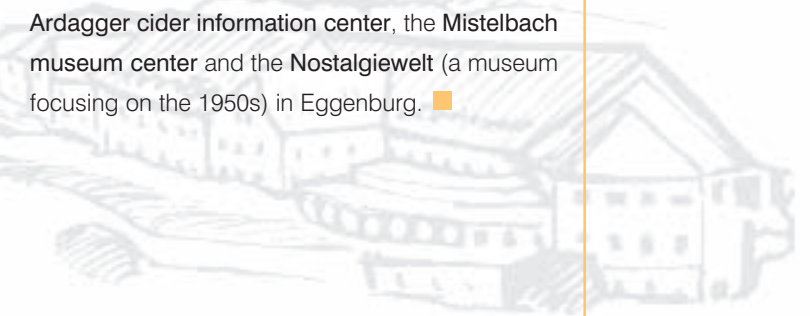 Ardagger cider information center, the Mistelbach
museum center and the Nostalgiewelt (a museum
focusing on the 1950s) in Eggenburg.